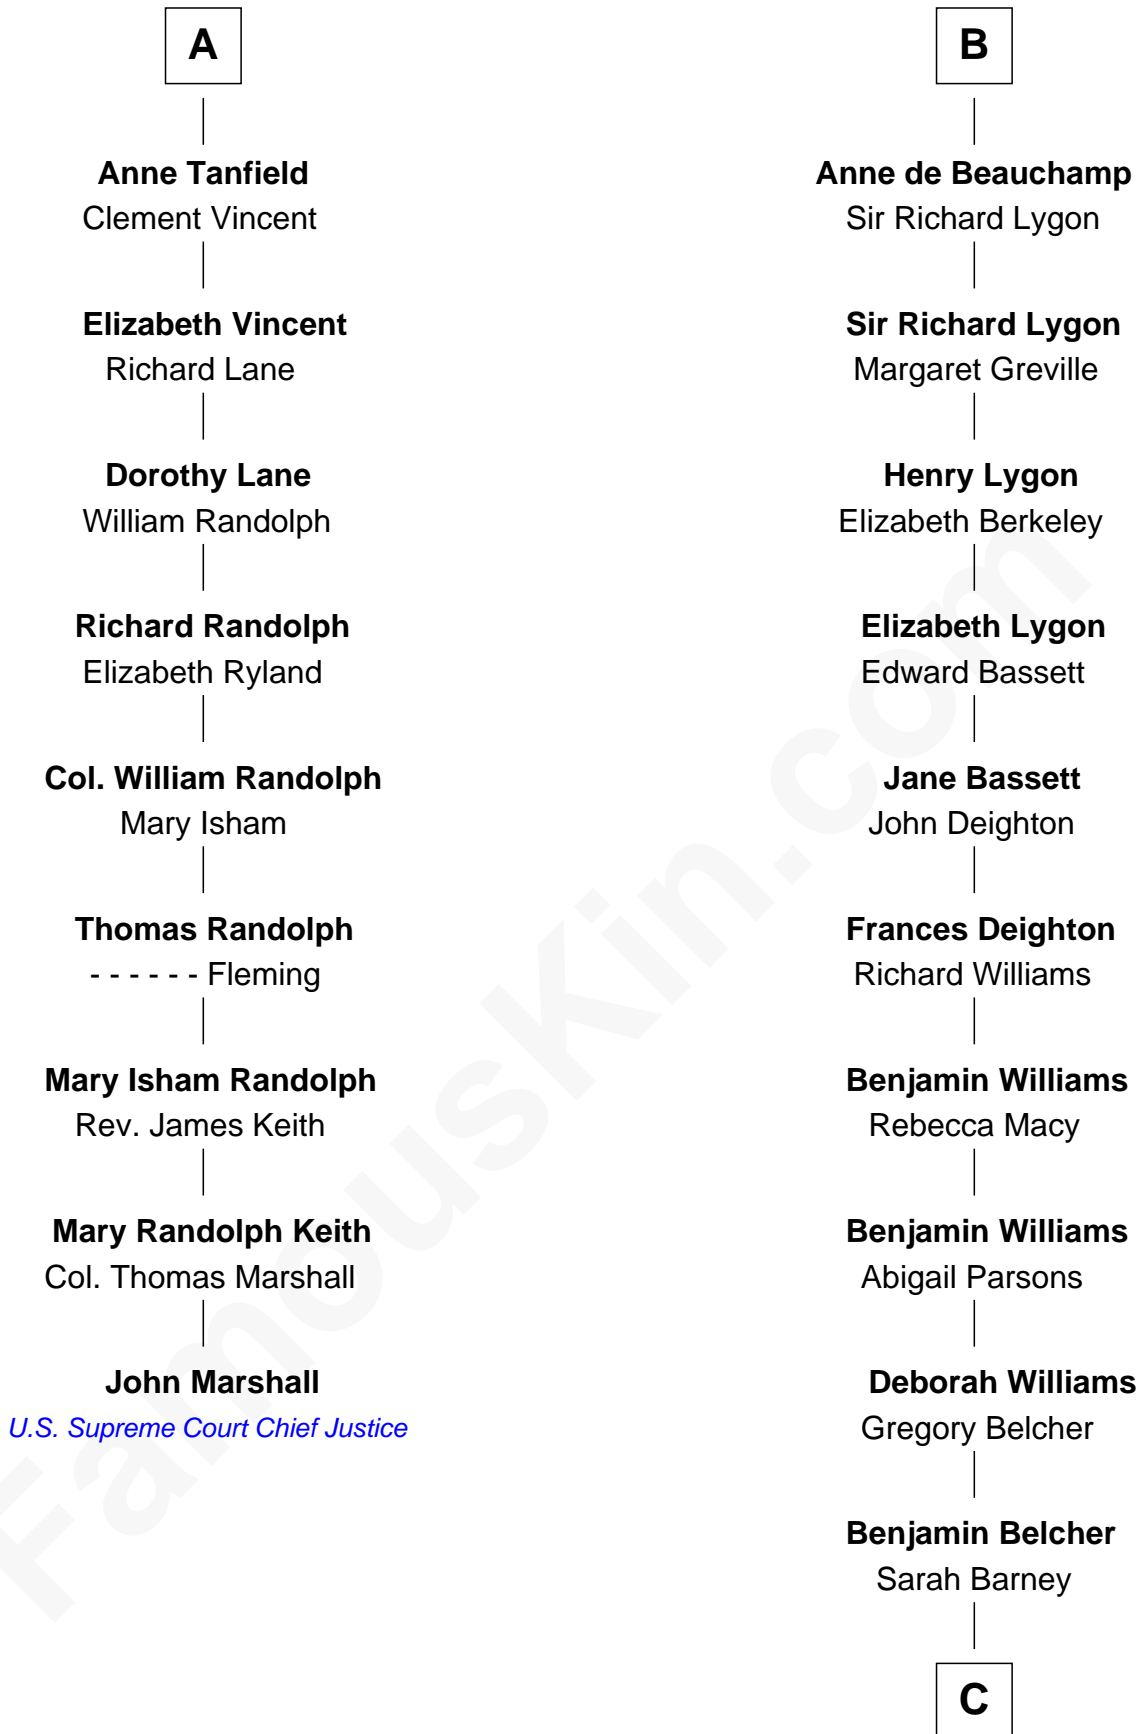 A
Anne Tanfield
Clement Vincent
Elizabeth Vincent
Richard Lane
Dorothy Lane
William Randolph
Richard Randolph
Elizabeth Ryland
Col. William Randolph
Mary Isham
Thomas Randolph
- - - - - - Fleming
Mary Isham Randolph
Rev. James Keith
Mary Randolph Keith
Col. Thomas Marshall
John Marshall
U.S. Supreme Court Chief Justice
B
Anne de Beauchamp
Sir Richard Lygon
Sir Richard Lygon
Margaret Greville
Henry Lygon
Elizabeth Berkeley
Elizabeth Lygon
Edward Bassett
Jane Bassett
John Deighton
Frances Deighton
Richard Williams
Benjamin Williams
Rebecca Macy
Benjamin Williams
Abigail Parsons
Deborah Williams
Gregory Belcher
Benjamin Belcher
Sarah Barney
C
FamousKin.com